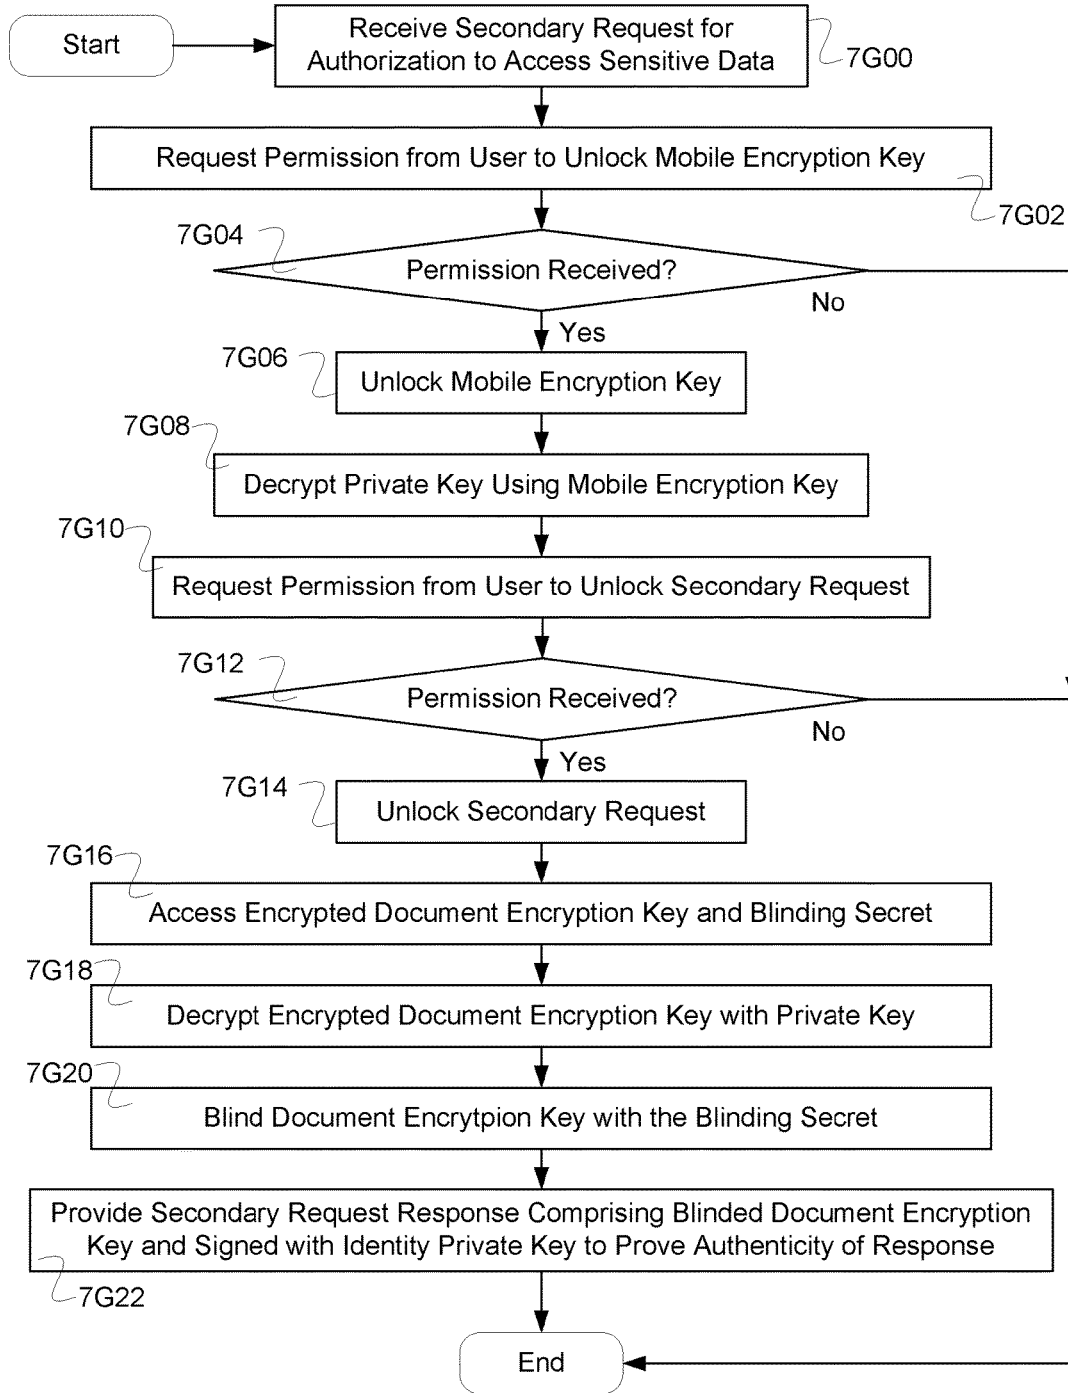 Start
Receive Secondary Request for
Authorization to Access Sensitive Data
7G00
Request Permission from User to Unlock Mobile Encryption Key
7G02
7G04
Permission Received?
No
Yes
7G06
Unlock Mobile Encryption Key
7G08
Decrypt Private Key Using Mobile Encryption Key
7G10
Request Permission from User to Unlock Secondary Request
7G12
Permission Received?
No
Yes
7G14
Unlock Secondary Request
7G16
Access Encrypted Document Encryption Key and Blinding Secret
7G18
Decrypt Encrypted Document Encryption Key with Private Key
7G20
Blind Document Encrytpion Key with the Blinding Secret
Provide Secondary Request Response Comprising Blinded Document Encryption
Key and Signed with Identity Private Key to Prove Authenticity of Response
7G22
End